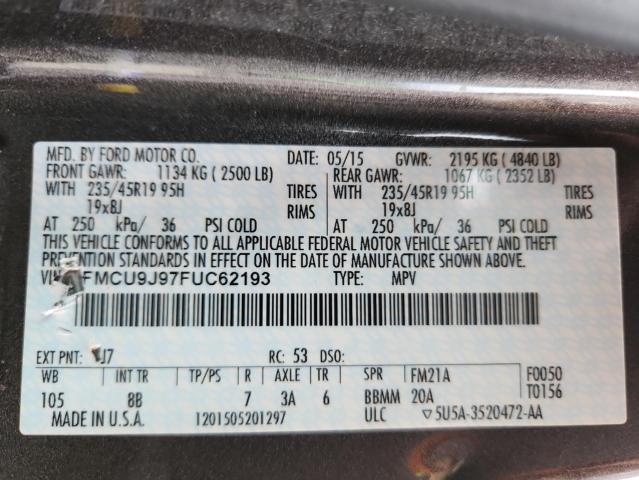 MFD. BY FORD MOTOR CO. DATE: 05/15 GVWR: 2195 KG ( 4840 LB)
FRONT GAWR: 1134 KG ( 2500 LB) REAR GAWR: 1067 KG ( 2352 LB)
WITH 235/45R19 95H TIRES WITH 235/45R19 95H TIRES
19x8J RIMS 19x8J RIMS
AT 250 kPa/ 36 PSI COLD AT 250 kPa/ 36 PSI COLD
THIS VEHICLE CONFORMS TO ALL APPLICABLE FEDERAL MOTOR VEHICLE SAFETY AND THEFT
PREVENTION STANDARDS IN EFFECT ON THE DATE OF MANUFACTURE SHOWN ABOVE.
VIN FMCU9J97FUC62193 TYPE: MPV
EXT PNT: J7 RC: 53 DSO:
WB INT TR TP/PS R AXLE TR SPR FM21A F0050
105 8B 7 3A 6 BBMM 20A T0156
MADE IN U.S.A. 1201505201297 ULC ▽5U5A-3520472-AA